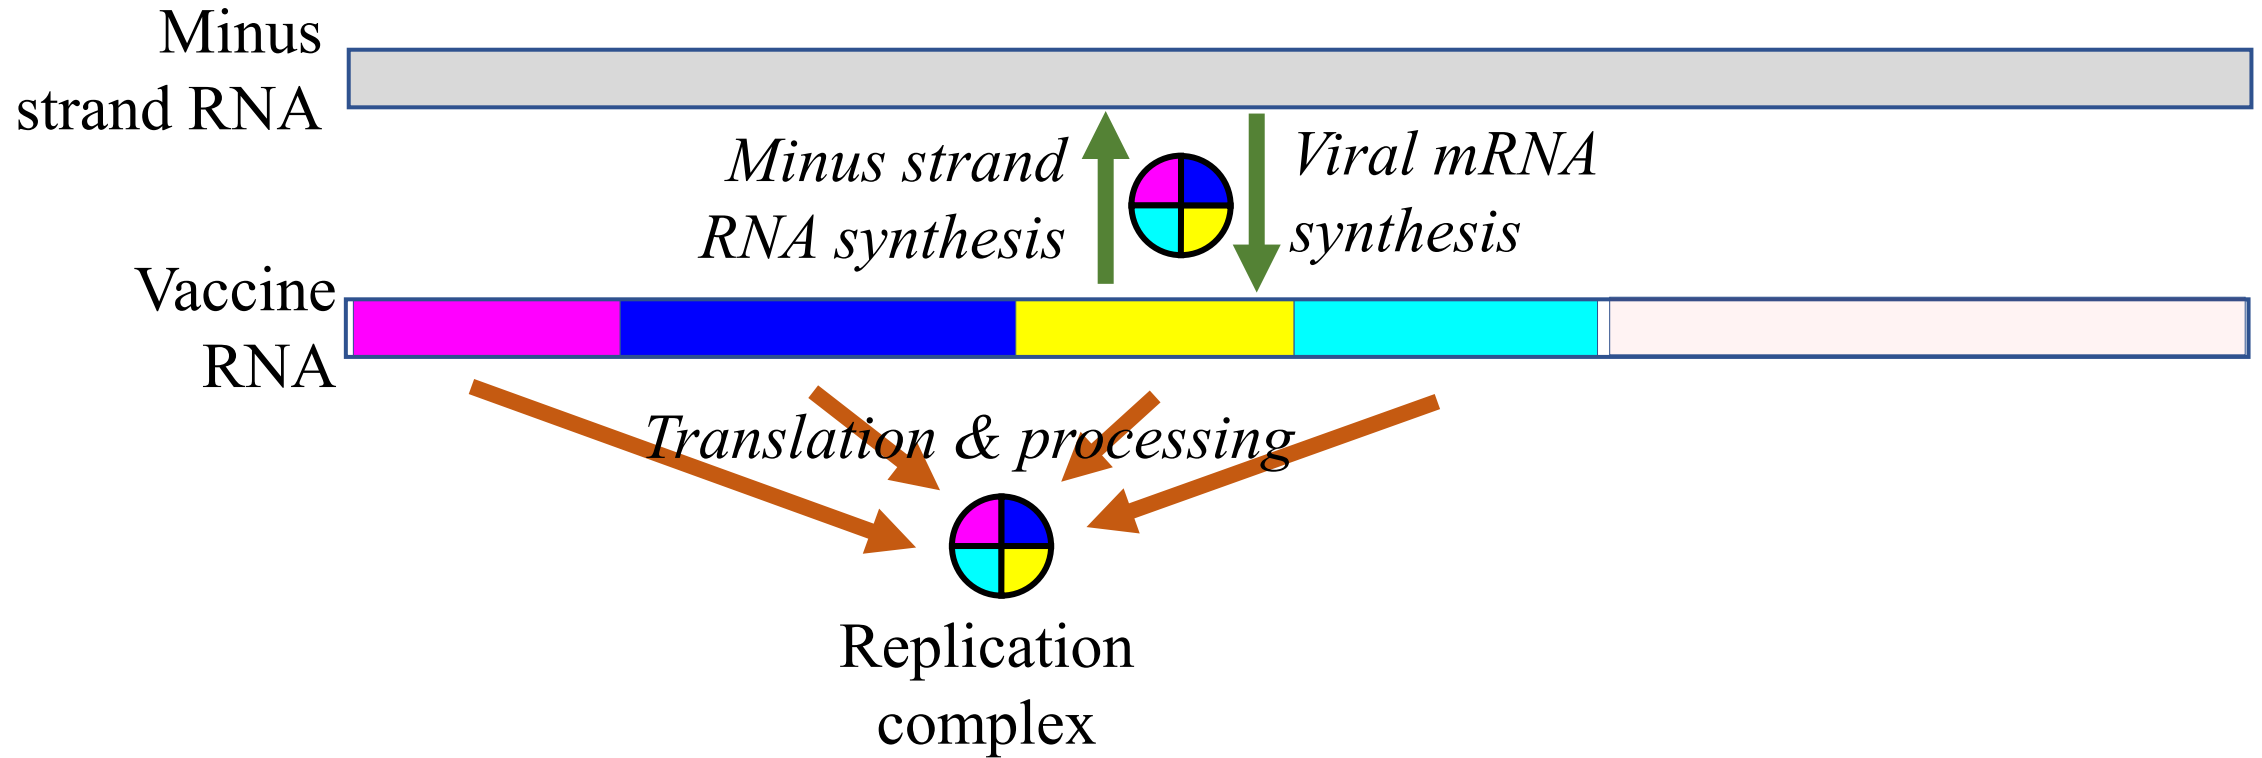 Minus
strand RNA
Minus strand
RNA synthesis
Viral mRNA
synthesis
Vaccine
RNA
Translation & processing
Replication
complex